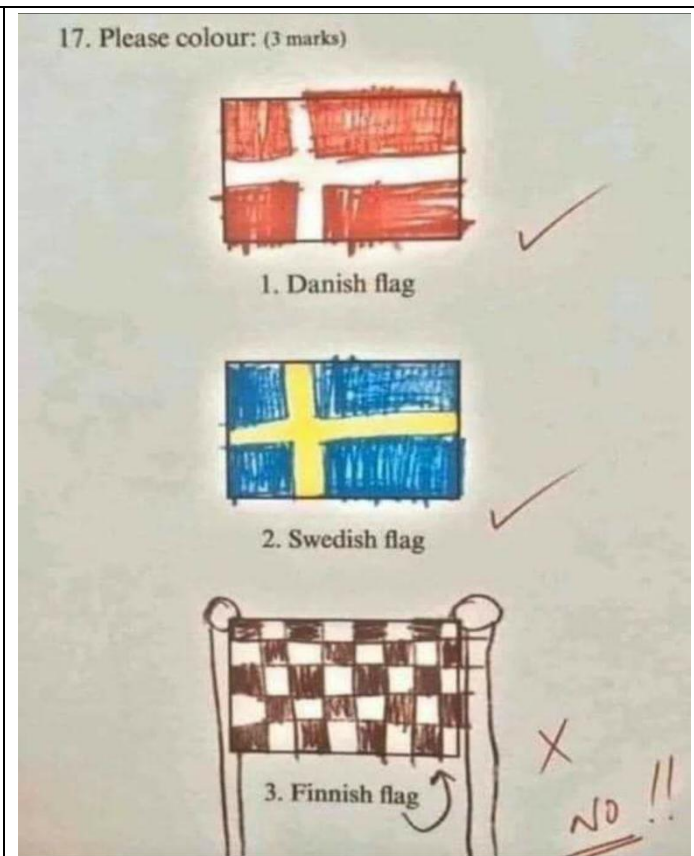 17. Please colour: (3 marks)
1. Danish flag
2. Swedish flag
3. Finnish flag
NO !!